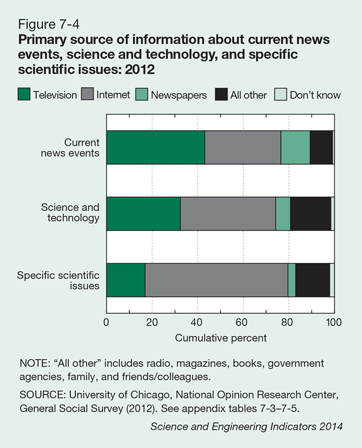 Figure 7-4
Primary source of information about current news
events, science and technology, and specific
scientific issues: 2012
Television Internet Newspapers All other Don't know
Current
news events
Science and
technology
Specific scientific
issues
0 20 40 60 80 100
Cumulative percent
NOTE: “All other” includes radio, magazines, books, government
agencies, family, and friends/colleagues.
SOURCE: University of Chicago, National Opinion Research Center,
General Social Survey (2012). See appendix tables 7-3–7-5.
Science and Engineering Indicators 2014